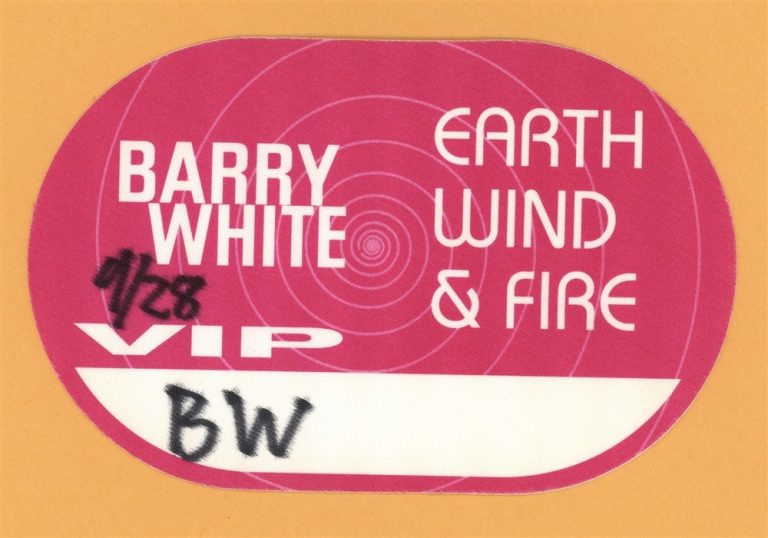 BARRY
WHITE
EARTH
WIND
& FIRE
9/28
VIP
BW